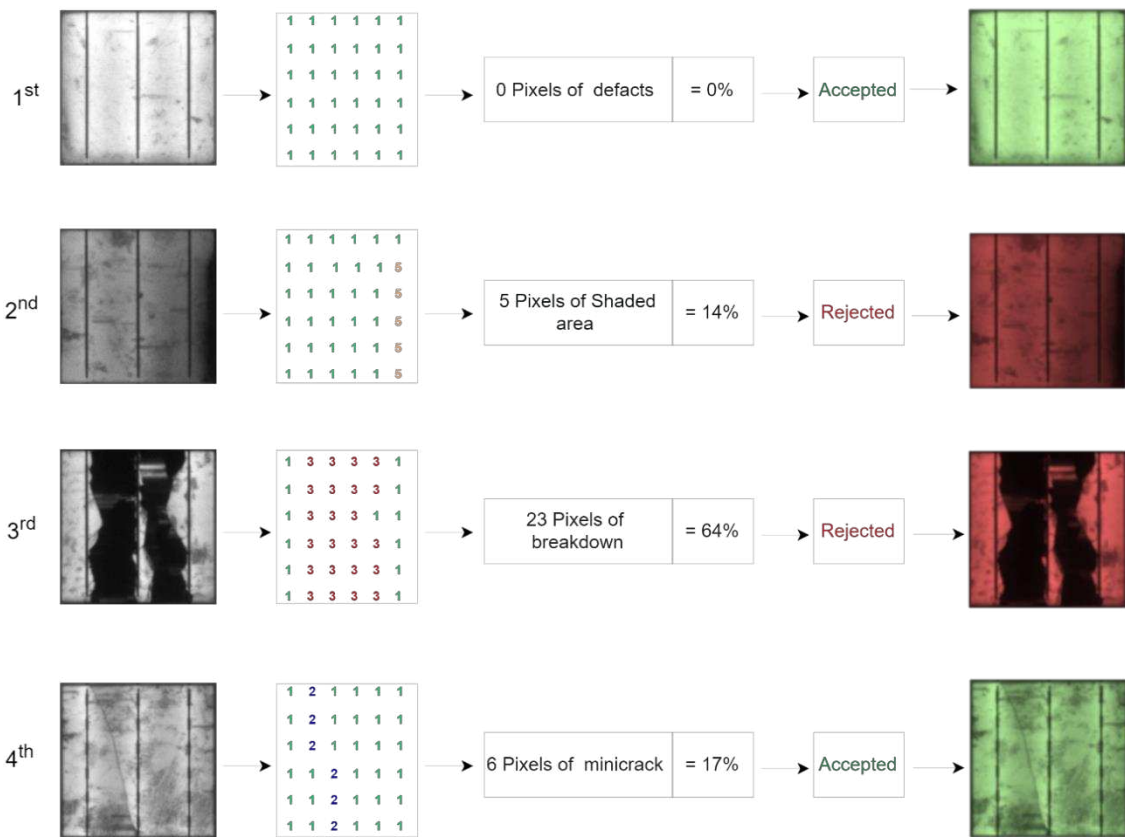 1st
1 1 1 1 1 1
1 1 1 1 1 1
1 1 1 1 1 1
1 1 1 1 1 1
1 1 1 1 1 1
1 1 1 1 1 1
0 Pixels of defects
= 0%
Accepted
2nd
1 1 1 1 1 1
1 1 1 1 1 5
1 1 1 1 1 5
1 1 1 1 1 5
1 1 1 1 1 5
1 1 1 1 1 5
5 Pixels of Shaded
area
= 14%
Rejected
3rd
1 3 3 3 3 1
1 3 3 3 3 1
1 3 3 3 1 1
1 3 3 3 3 1
1 3 3 3 3 1
1 3 3 3 3 1
23 Pixels of
breakdown
= 64%
Rejected
4th
1 2 1 1 1 1
1 2 1 1 1 1
1 2 1 1 1 1
1 1 2 1 1 1
1 1 2 1 1 1
1 1 2 1 1 1
6 Pixels of minicrack
= 17%
Accepted